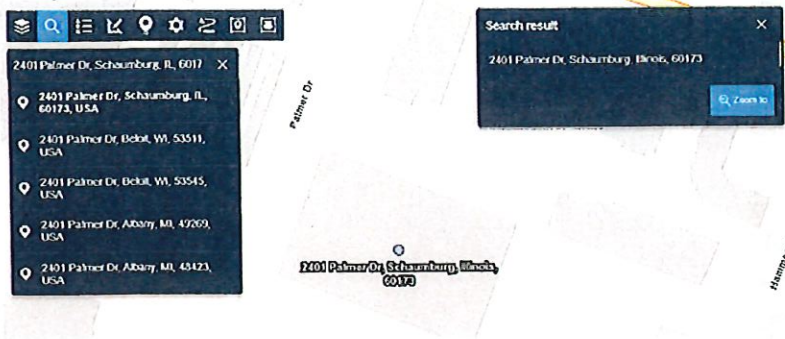 2401 Palmer Dr, Schaumburg, IL, 6017
2401 Palmer Dr, Schaumburg, IL,
60173, USA
2401 Palmer Dr, Beloit, WI, 53511,
USA
2401 Palmer Dr, Beloit, WI, 53545,
USA
2401 Palmer Dr, Albany, MI, 49269,
USA
2401 Palmer Dr, Albany, MI, 48423,
USA
Palmer Dr
Search result
2401 Palmer Dr, Schaumburg, Illinois, 60173
Zoom to
2401 Palmer Dr, Schaumburg, Illinois,
60173
Hamme